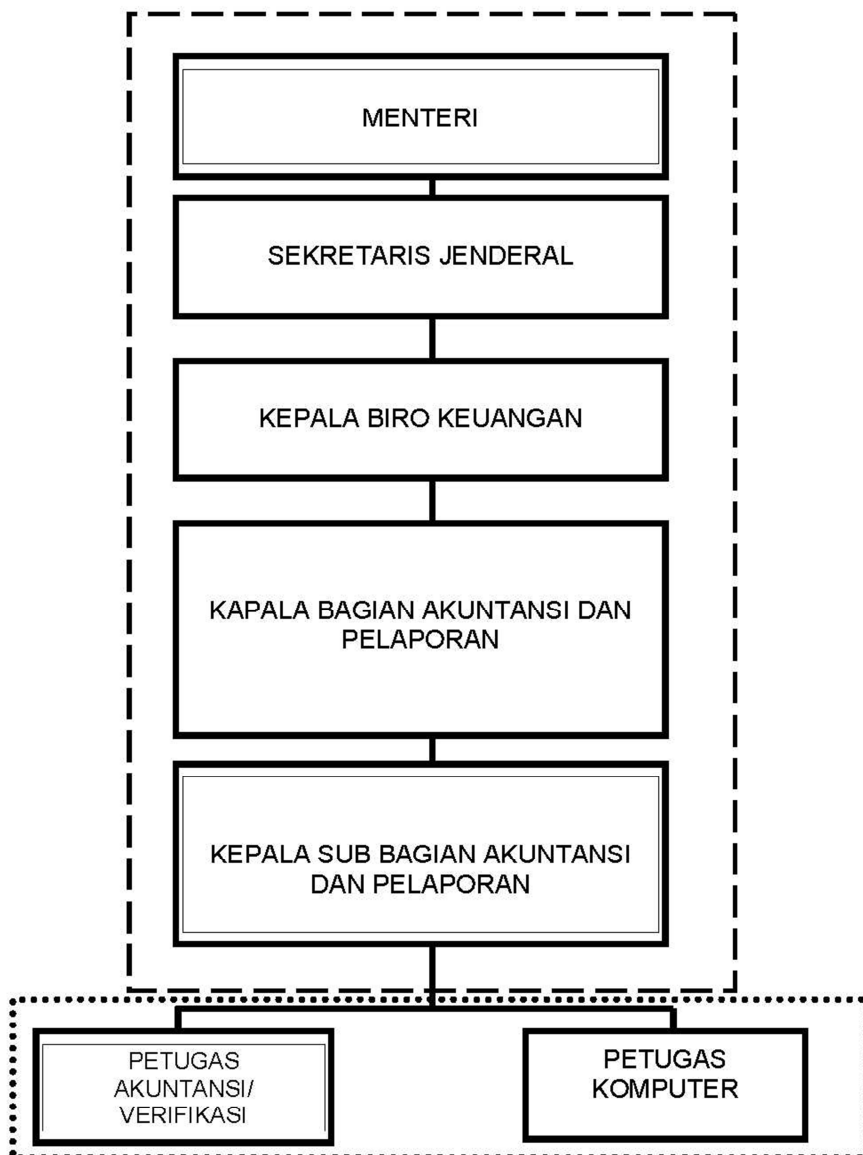 MENTERI
SEKRETARIS JENDERAL
KEPALA BIRO KEUANGAN
KAPALA BAGIAN AKUNTANSI DAN
PELAPORAN
KEPALA SUB BAGIAN AKUNTANSI
DAN PELAPORAN
PETUGAS
AKUNTANSI/
VERIFIKASI
PETUGAS
KOMPUTER